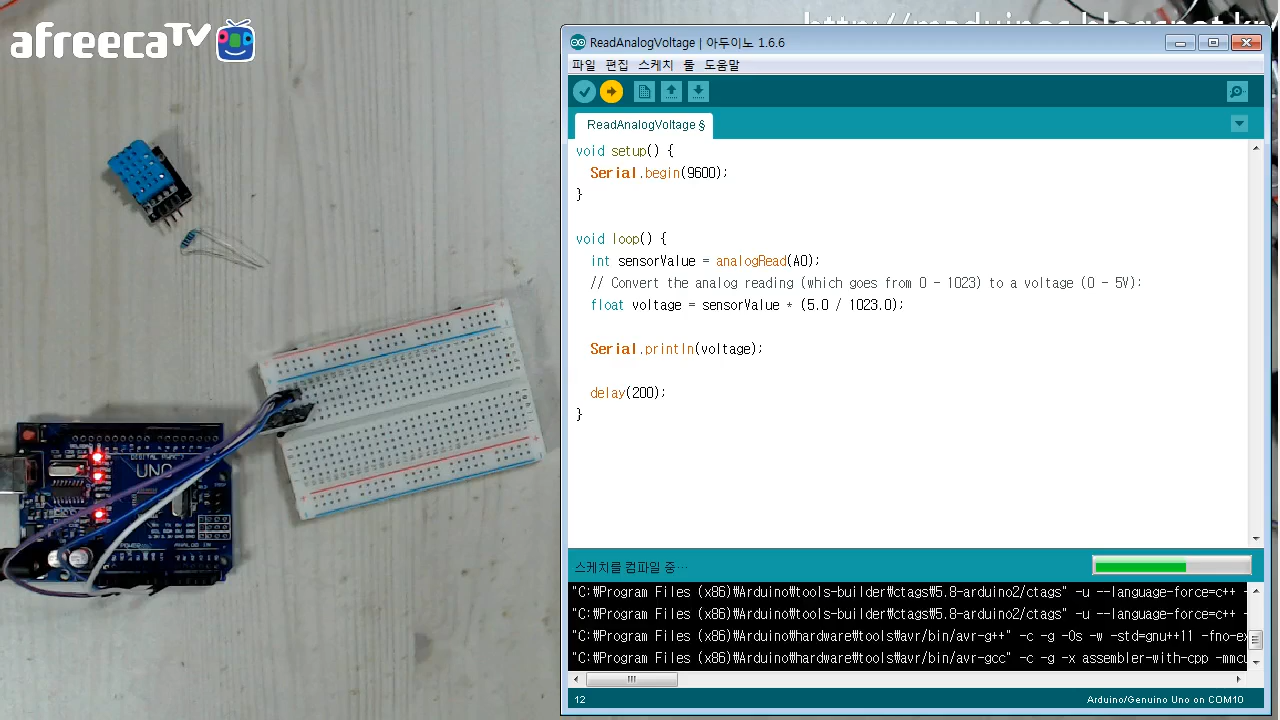 afreecaTV
http://
ReadAnalogVoltage | 아두이노 1.6.6
파일 편집 스케치 툴 도움말
ReadAnalogVoltage §
void setup() {
Serial.begin(9600);
}
void loop() {
int sensorValue = analogRead(A0);
// Convert the analog reading (which goes from 0 - 1023) to a voltage (0 - 5V):
float voltage = sensorValue * (5.0 / 1023.0);
Serial.println(voltage);
delay(200);
}
스케치를 컴파일 중…
"C:₩Program Files (x86)₩Arduino₩tools-builder₩ctags₩5.8-arduino2/ctags" -u --language-force=c++ -
"C:₩Program Files (x86)₩Arduino₩tools-builder₩ctags₩5.8-arduino2/ctags" -u --language-force=c++ -
"C:₩Program Files (x86)₩Arduino₩hardware₩tools₩avr/bin/avr-g++" -c -g -Os -w -std=gnu++11 -fno-ex
"C:₩Program Files (x86)₩Arduino₩hardware₩tools₩avr/bin/avr-gcc" -c -g -x assembler-with-cpp -mmcu
12
Arduino/Genuino Uno on COM10
UNO